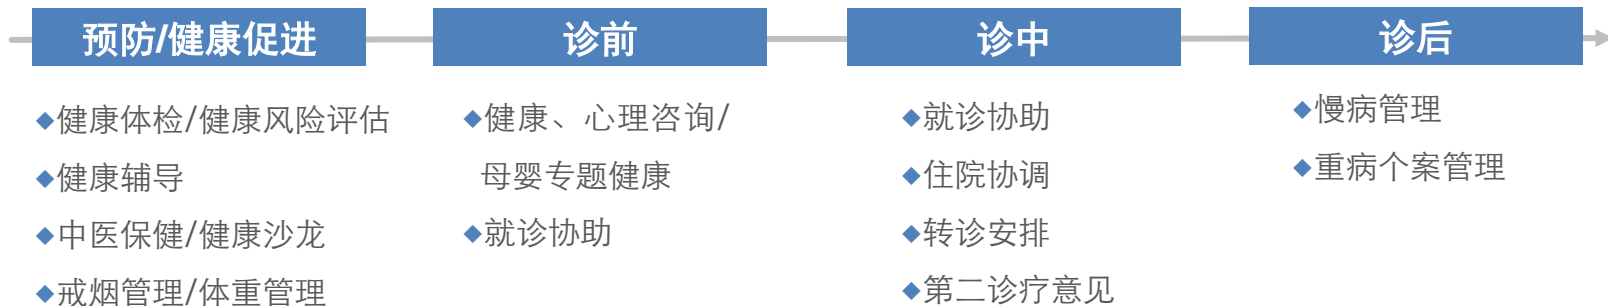 预防/健康促进
◆健康体检/健康风险评估
◆健康辅导
◆中医保健/健康沙龙
◆戒烟管理/体重管理
诊前
◆健康、心理咨询/
母婴专题健康
◆就诊协助
诊中
◆就诊协助
◆住院协调
◆转诊安排
◆第二诊疗意见
诊后
◆慢病管理
◆重病个案管理